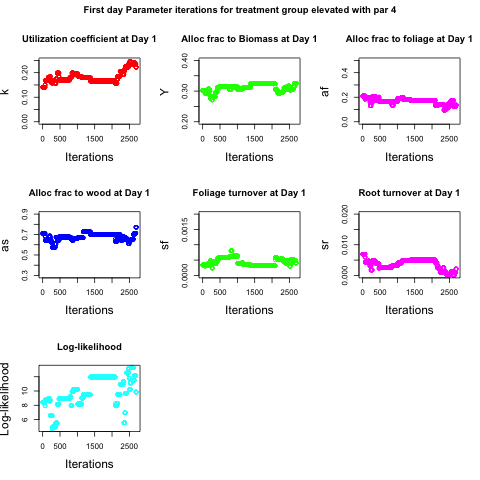 First day Parameter iterations for treatment group elevated with par 4
Utilization coefficient at Day 1
k
0.00 0.10 0.20
0 500 1500 2500
Iterations
Alloc frac to Biomass at Day 1
Y
0.20 0.30 0.40
0 500 1500 2500
Iterations
Alloc frac to foliage at Day 1
af
0.0 0.2 0.4
0 500 1500 2500
Iterations
Alloc frac to wood at Day 1
as
0.3 0.5 0.7 0.9
0 500 1500 2500
Iterations
Foliage turnover at Day 1
sf
0.0000 0.0015
0 500 1500 2500
Iterations
Root turnover at Day 1
sr
0.000 0.010 0.020
0 500 1500 2500
Iterations
Log-likelihood
Log-likelihood
6 8 10
0 500 1500 2500
Iterations